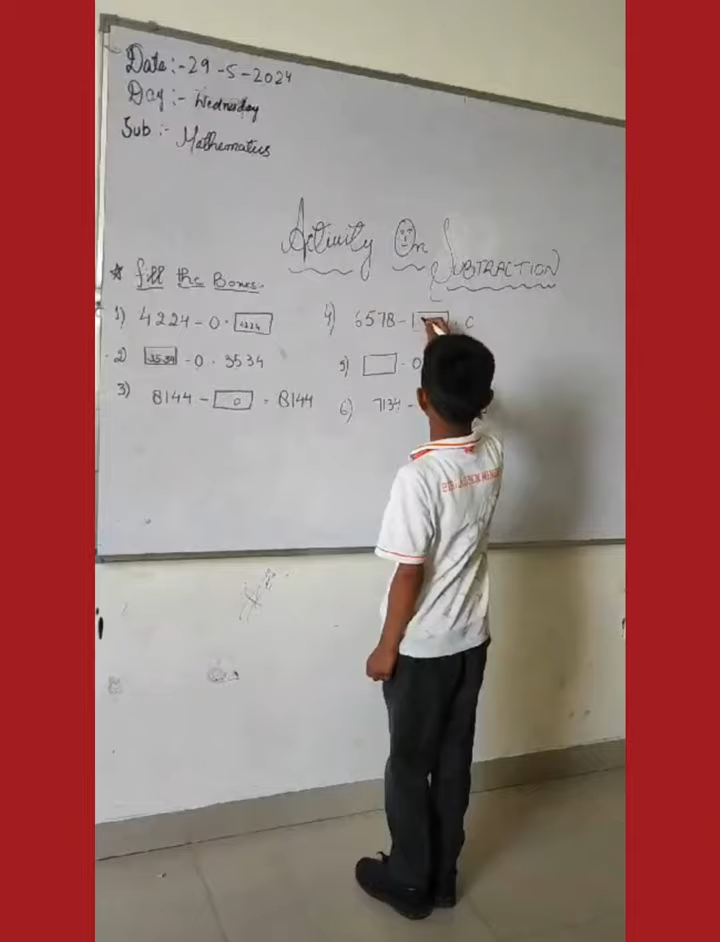 Date:-29-5-2024
Day:- Wednesday
Sub:- Mathematics
Activity On SUBTRACTION
* fill the Boxes.
1) 4224-0. 4224
2) 3534 -0. 3534
3) 8144 - 0 = 8144
4) 6578-
5) -0
6) 7134 -